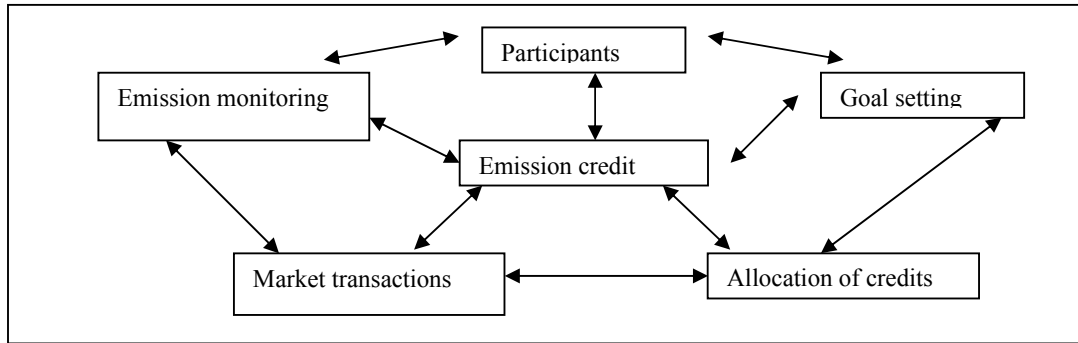 Participants
Emission monitoring
Goal setting
Emission credit
Market transactions
Allocation of credits